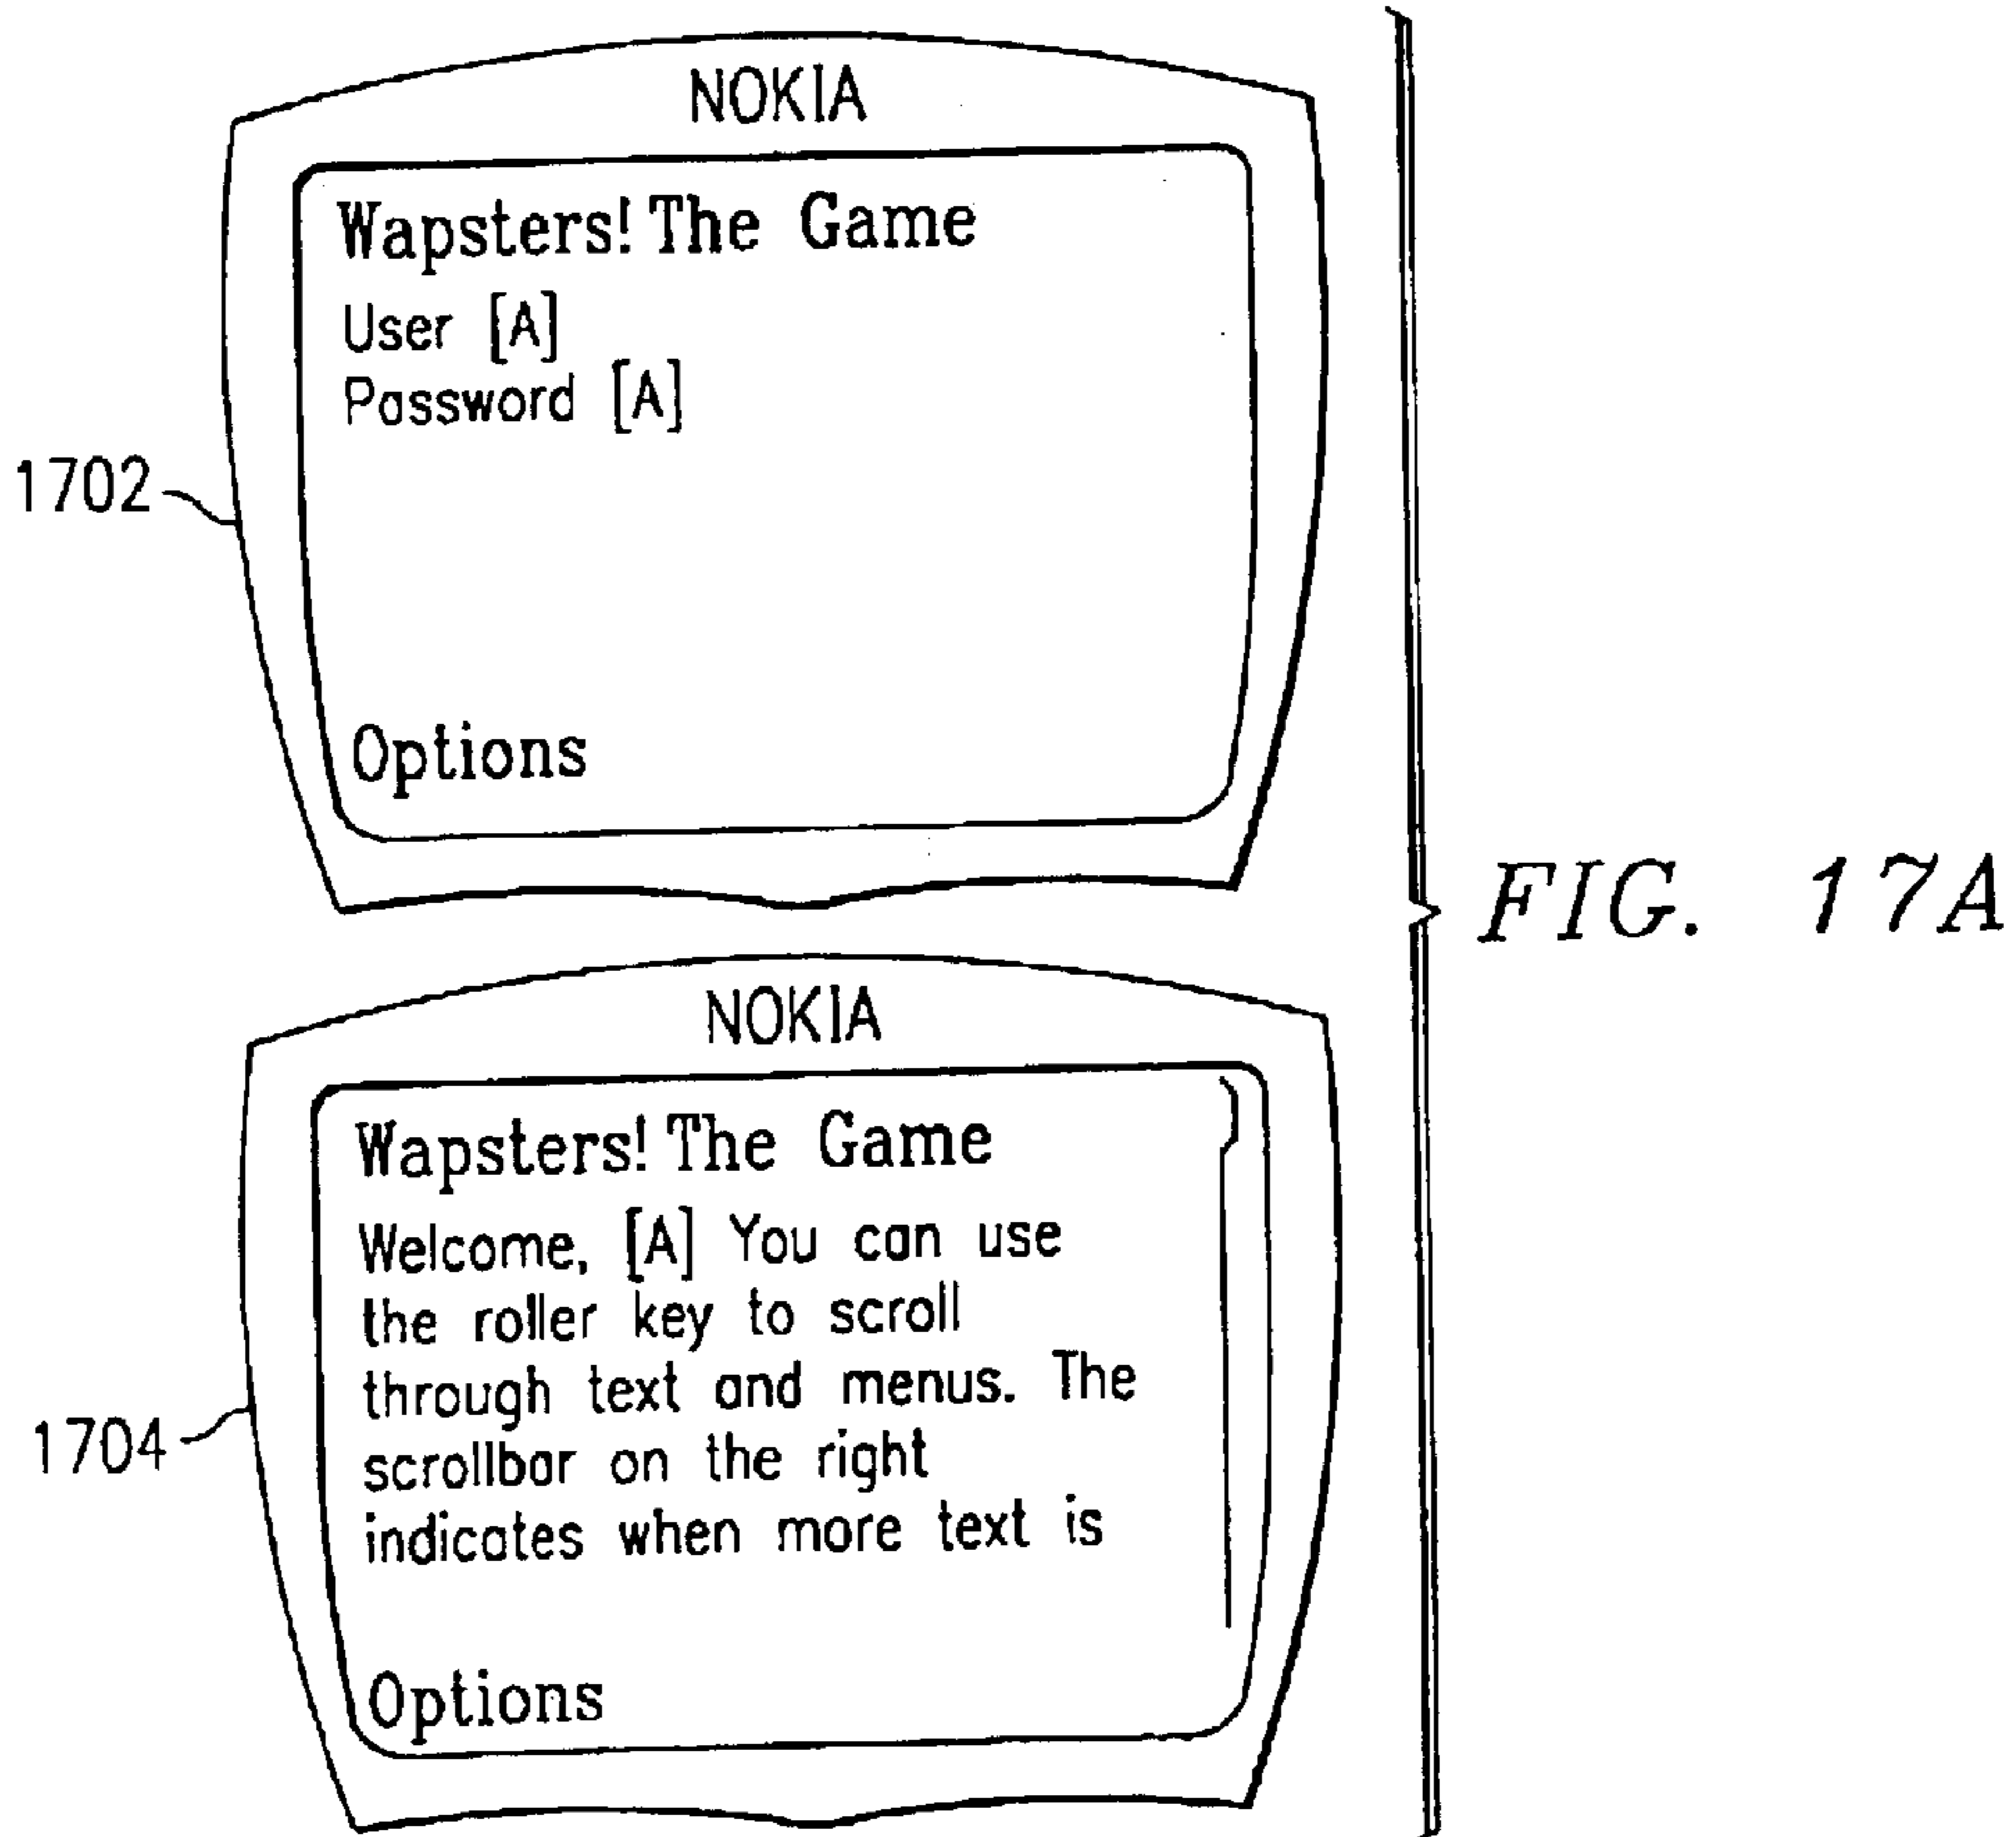 NOKIA
Wapsters! The Game
User [A]
Password [A]
1702
Options
FIG. 17A
NOKIA
Wapsters! The Game
Welcome, [A] You can use
the roller key to scroll
through text and menus. The
1704
scrollbar on the right
indicates when more text is
Options